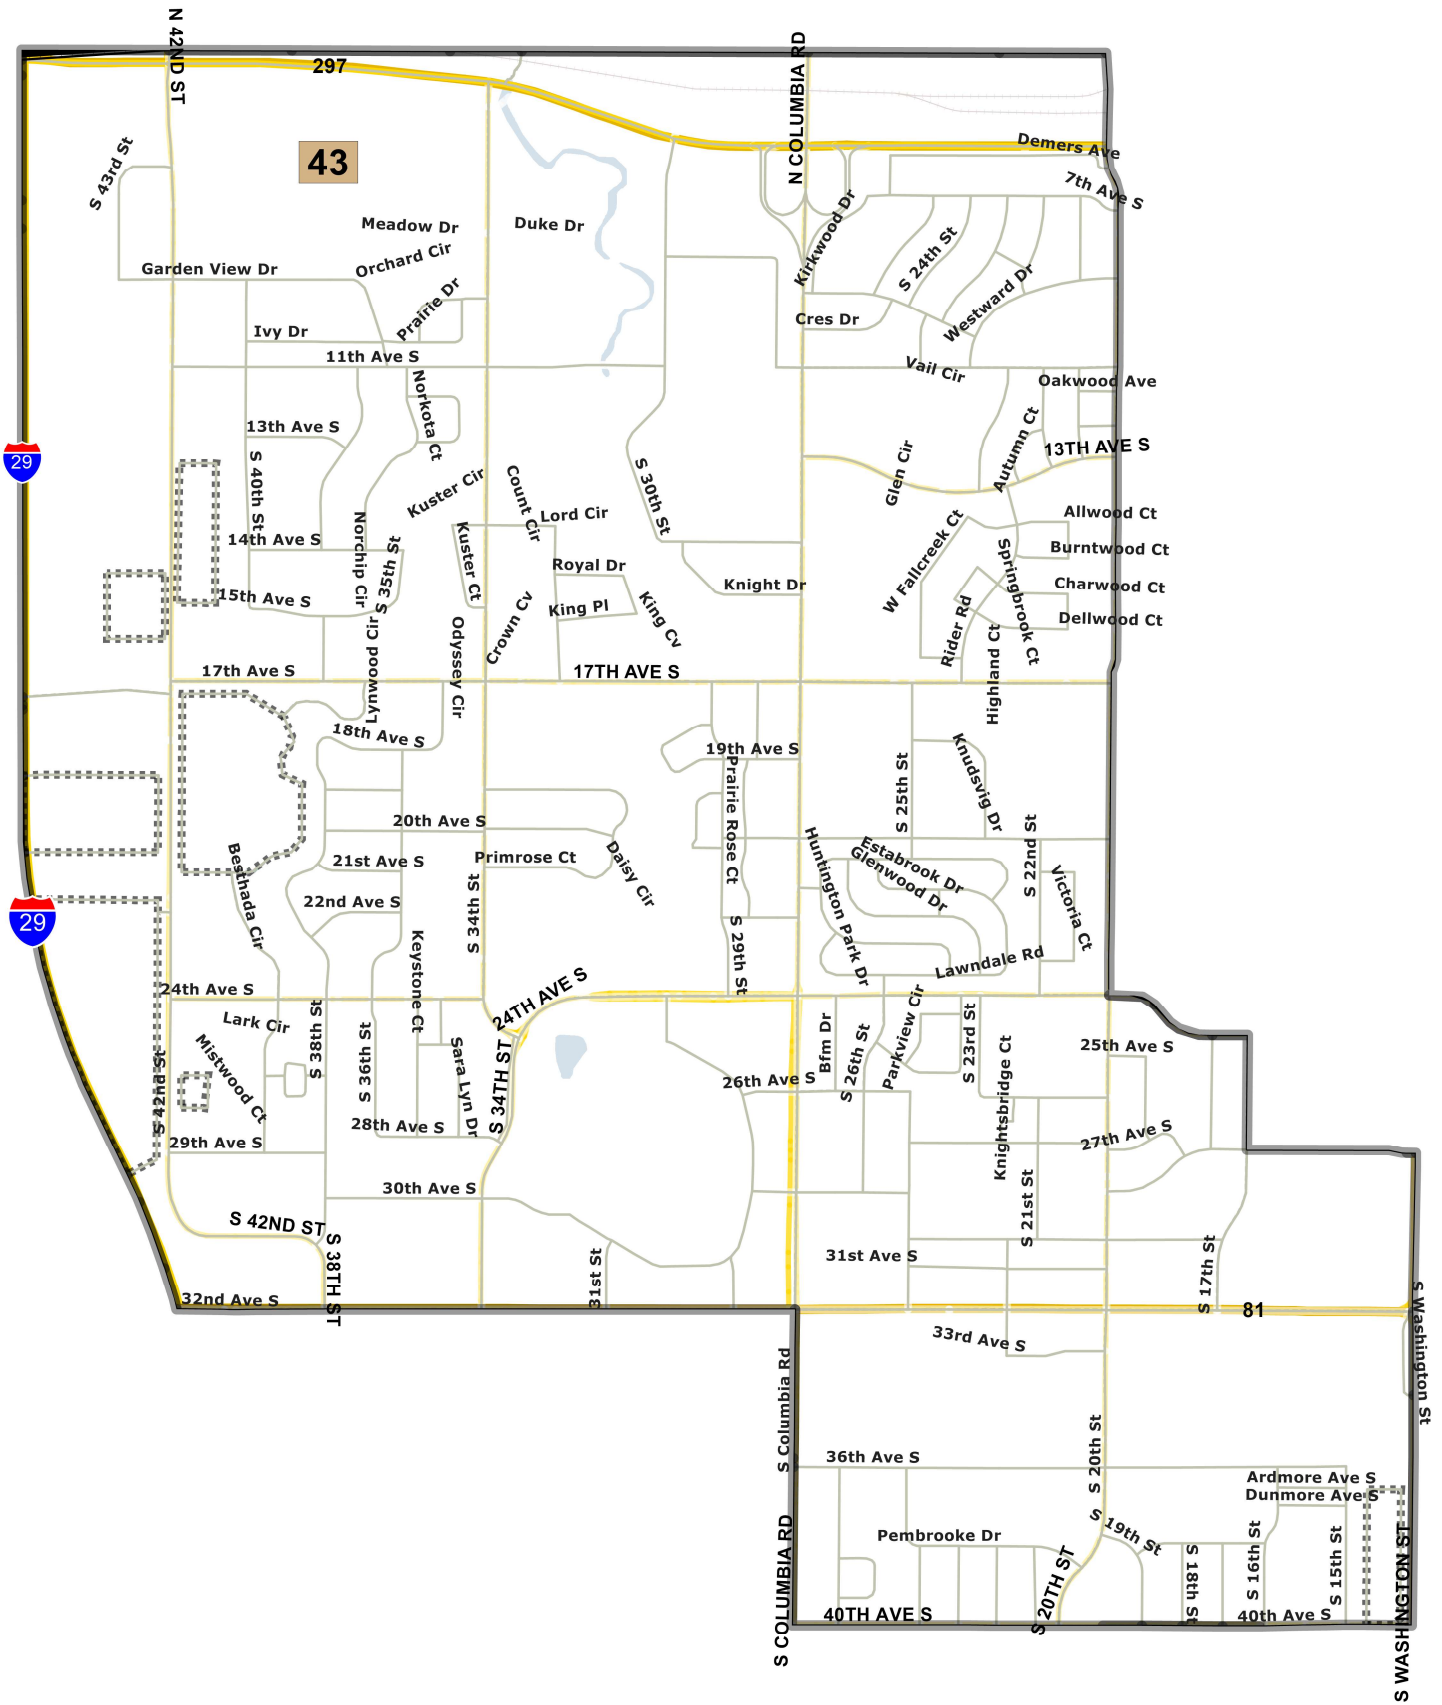 N 42ND ST
297
N COLUMBIA RD
Demers Ave
7th Ave S
S 43rd St
43
Meadow Dr
Duke Dr
Orchard Cir
Kirkwood Dr
S 24th St
Garden View Dr
Prairie Dr
Westward Dr
Ivy Dr
Cres Dr
11th Ave S
Vail Cir
Oakwood Ave
Norkota Ct
13th Ave S
Autumn Ct
13TH AVE S
29
S 40th St
Kuster Cir
Count Cir
S 30th St
Glen Cir
Lord Cir
Allwood Ct
14th Ave S
Norchip Cir
S 35th St
Kuster Ct
W Fallcreek Ct
Springbrook Ct
Burntwood Ct
Royal Dr
Knight Dr
Charwood Ct
15th Ave S
Crown Cv
King Pl
King Cv
Rider Rd
Dellwood Ct
Lynwood Cir
Odyssey Cir
Highland Ct
17th Ave S
17TH AVE S
18th Ave S
19th Ave S
Prairie Rose Ct
S 25th St
Knudsvig Dr
20th Ave S
S 22nd St
Huntington Park Dr
Estabrook Dr
Glenwood Dr
Besthada Cir
21st Ave S
Primrose Ct
Daisy Cir
Victoria Ct
22nd Ave S
S 34th St
29
Keystone Ct
S 29th St
Lawndale Rd
24th Ave S
24TH AVE S
Lark Cir
S 38th St
S 36th St
Bfm Dr
S 26th St
Parkview Cir
S 23rd St
Knightsbridge Ct
25th Ave S
Mistwood Ct
S 42nd St
Sara Lyn Dr
S 34TH ST
26th Ave S
28th Ave S
27th Ave S
29th Ave S
30th Ave S
S 21st St
S 42ND ST
S 38TH ST
31st St
31st Ave S
S 17th St
32nd Ave S
81
S Washington St
33rd Ave S
S Columbia Rd
S 20th St
36th Ave S
Ardmore Ave S
Dunmore Ave S
Pembrooke Dr
S 19th St
S 18th St
S 16th St
S 15th St
S COLUMBIA RD
S 20TH ST
40TH AVE S
40th Ave S
S WASHINGTON ST